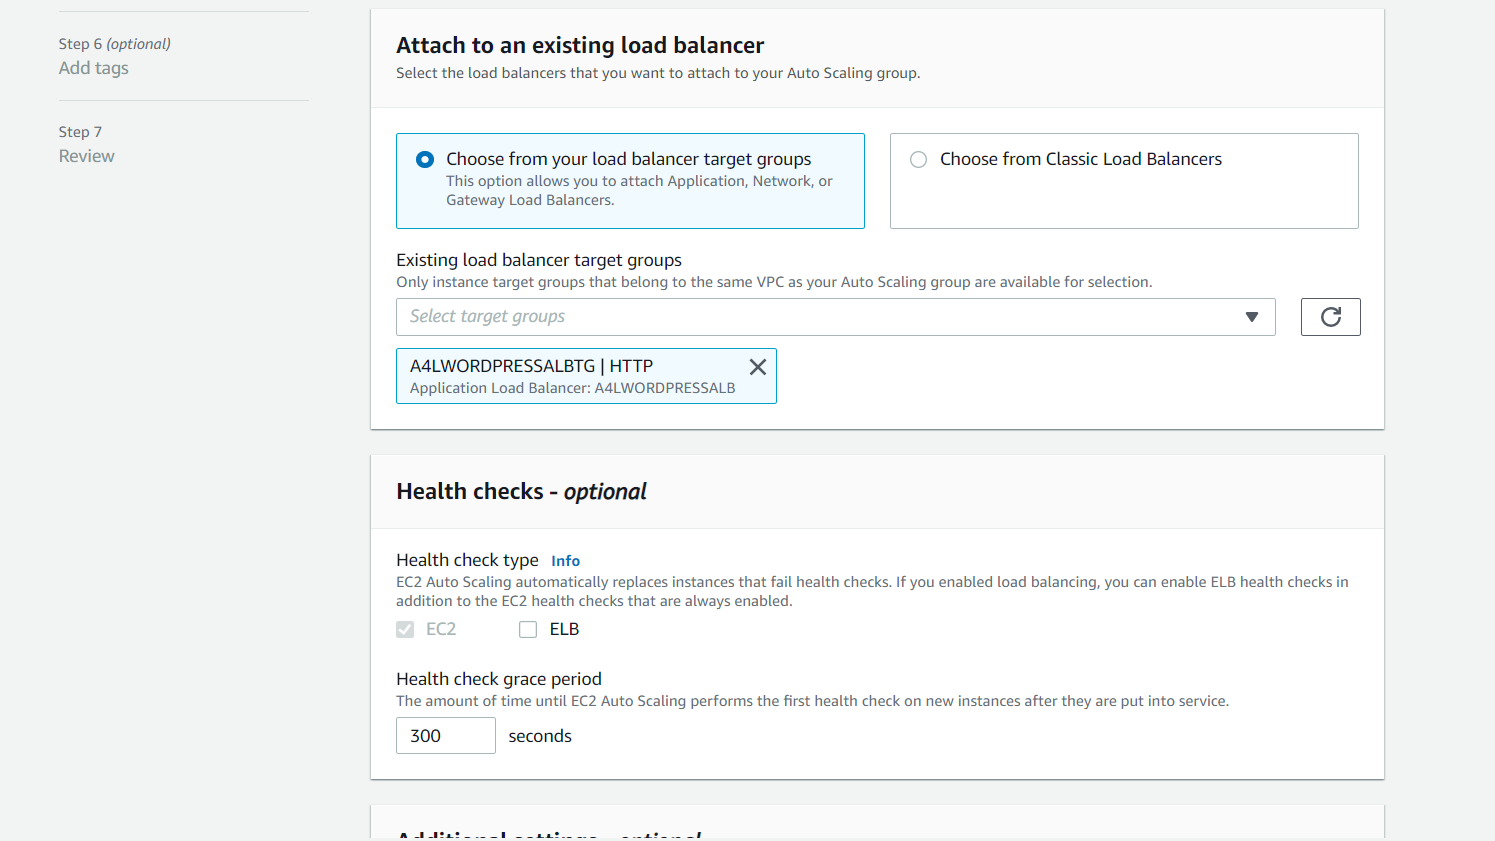 Step 6 (optional)
Add tags
Step 7
Review
Attach to an existing load balancer
Select the load balancers that you want to attach to your Auto Scaling group.
Choose from your load balancer target groups
This option allows you to attach Application, Network, or
Gateway Load Balancers.
Choose from Classic Load Balancers
Existing load balancer target groups
Only instance target groups that belong to the same VPC as your Auto Scaling group are available for selection.
Select target groups
A4LWORDPRESSALBTG | HTTP
Application Load Balancer: A4LWORDPRESSALB
Health checks - optional
Health check type Info
EC2 Auto Scaling automatically replaces instances that fail health checks. If you enabled load balancing, you can enable ELB health checks in
addition to the EC2 health checks that are always enabled.
EC2 ELB
Health check grace period
The amount of time until EC2 Auto Scaling performs the first health check on new instances after they are put into service.
300 seconds
Additional settings - optional